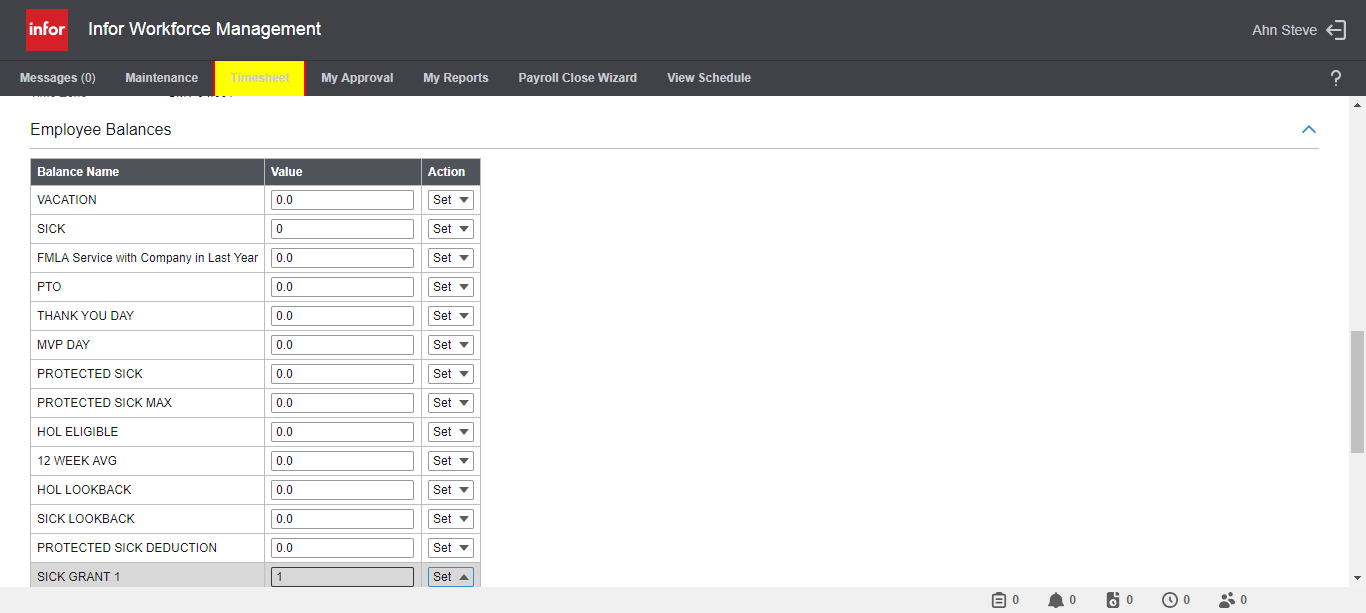 infor Infor Workforce Management Ahn Steve
Messages (0) Maintenance Timesheet My Approval My Reports Payroll Close Wizard View Schedule ?
Employee Balances
Balance Name Value Action
VACATION 0.0 Set
SICK 0 Set
FMLA Service with Company in Last Year 0.0 Set
PTO 0.0 Set
THANK YOU DAY 0.0 Set
MVP DAY 0.0 Set
PROTECTED SICK 0.0 Set
PROTECTED SICK MAX 0.0 Set
HOL ELIGIBLE 0.0 Set
12 WEEK AVG 0.0 Set
HOL LOOKBACK 0.0 Set
SICK LOOKBACK 0.0 Set
PROTECTED SICK DEDUCTION 0.0 Set
SICK GRANT 1 1 Set
0 0 0 0 0